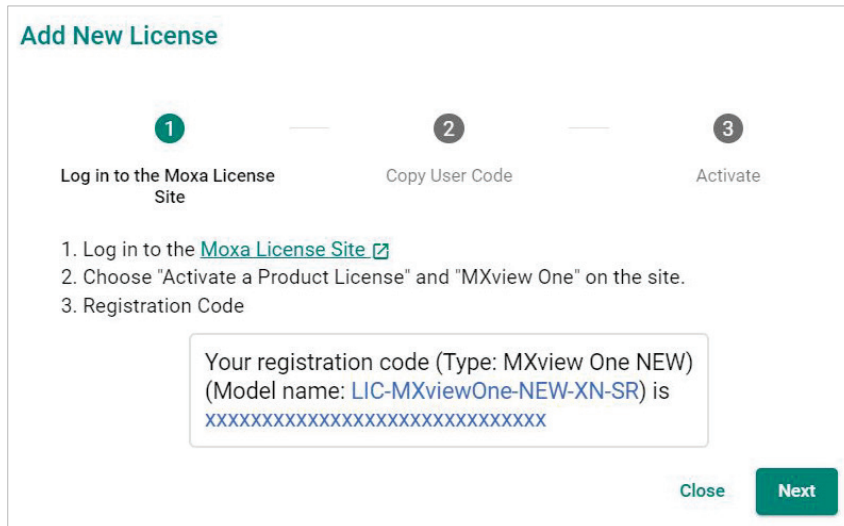 Add New License
1
2
3
Log in to the Moxa License
Site
Copy User Code
Activate
1. Log in to the Moxa License Site
2. Choose "Activate a Product License" and "MXview One" on the site.
3. Registration Code
Your registration code (Type: MXview One NEW)
(Model name: LIC-MXviewOne-NEW-XN-SR) is
xxxxxxxxxxxxxxxxxxxxxxxxxxxxxx
Close
Next